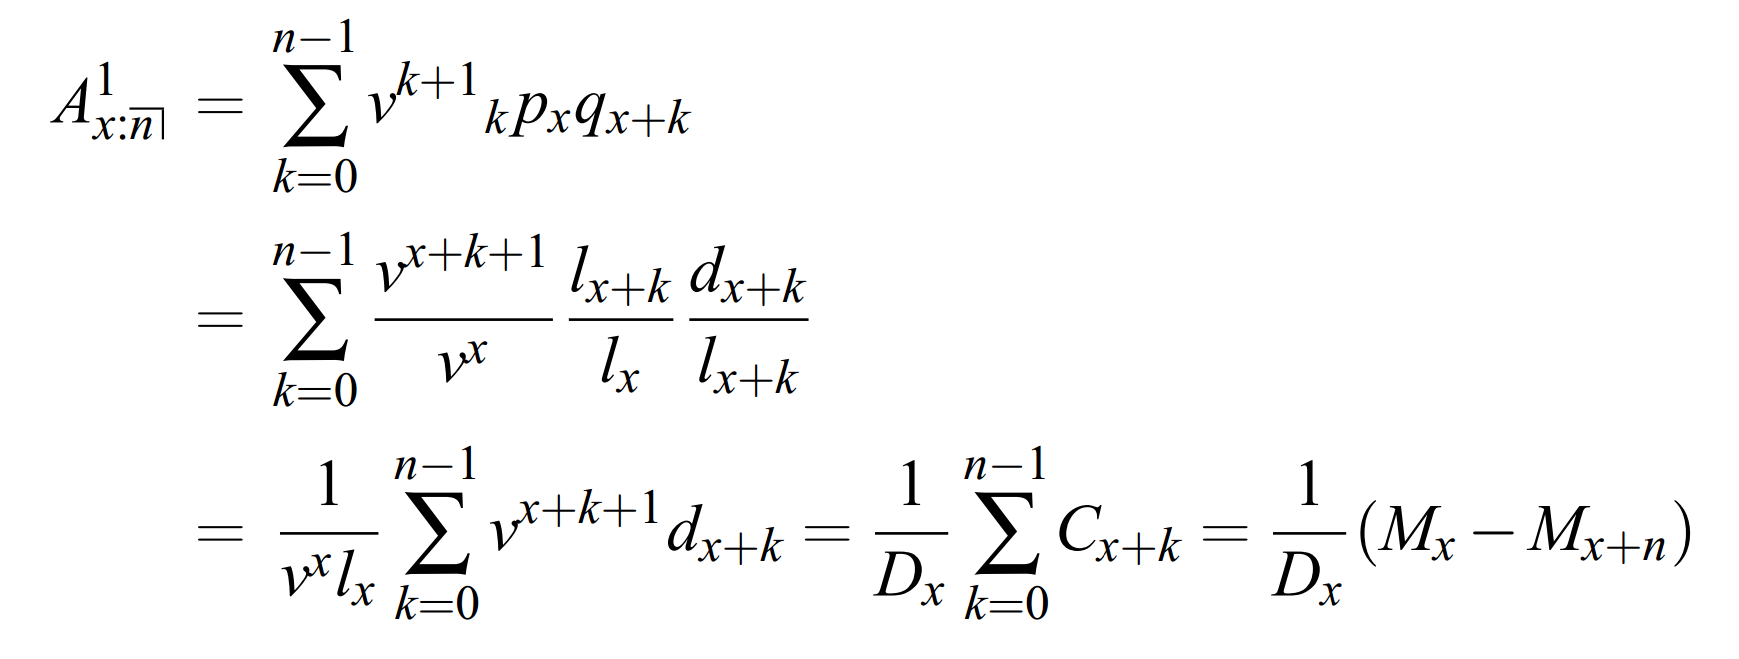 $A^1_{x:\overline{n}\rceil} = \sum_{k=0}^{n-1} v^{k+1} {}_kp_x q_{x+k}$
$= \sum_{k=0}^{n-1} \frac{v^{x+k+1}}{v^x} \frac{l_{x+k}}{l_x} \frac{d_{x+k}}{l_{x+k}}$
$= \frac{1}{v^x l_x} \sum_{k=0}^{n-1} v^{x+k+1} d_{x+k} = \frac{1}{D_x} \sum_{k=0}^{n-1} C_{x+k} = \frac{1}{D_x} (M_x - M_{x+n})$